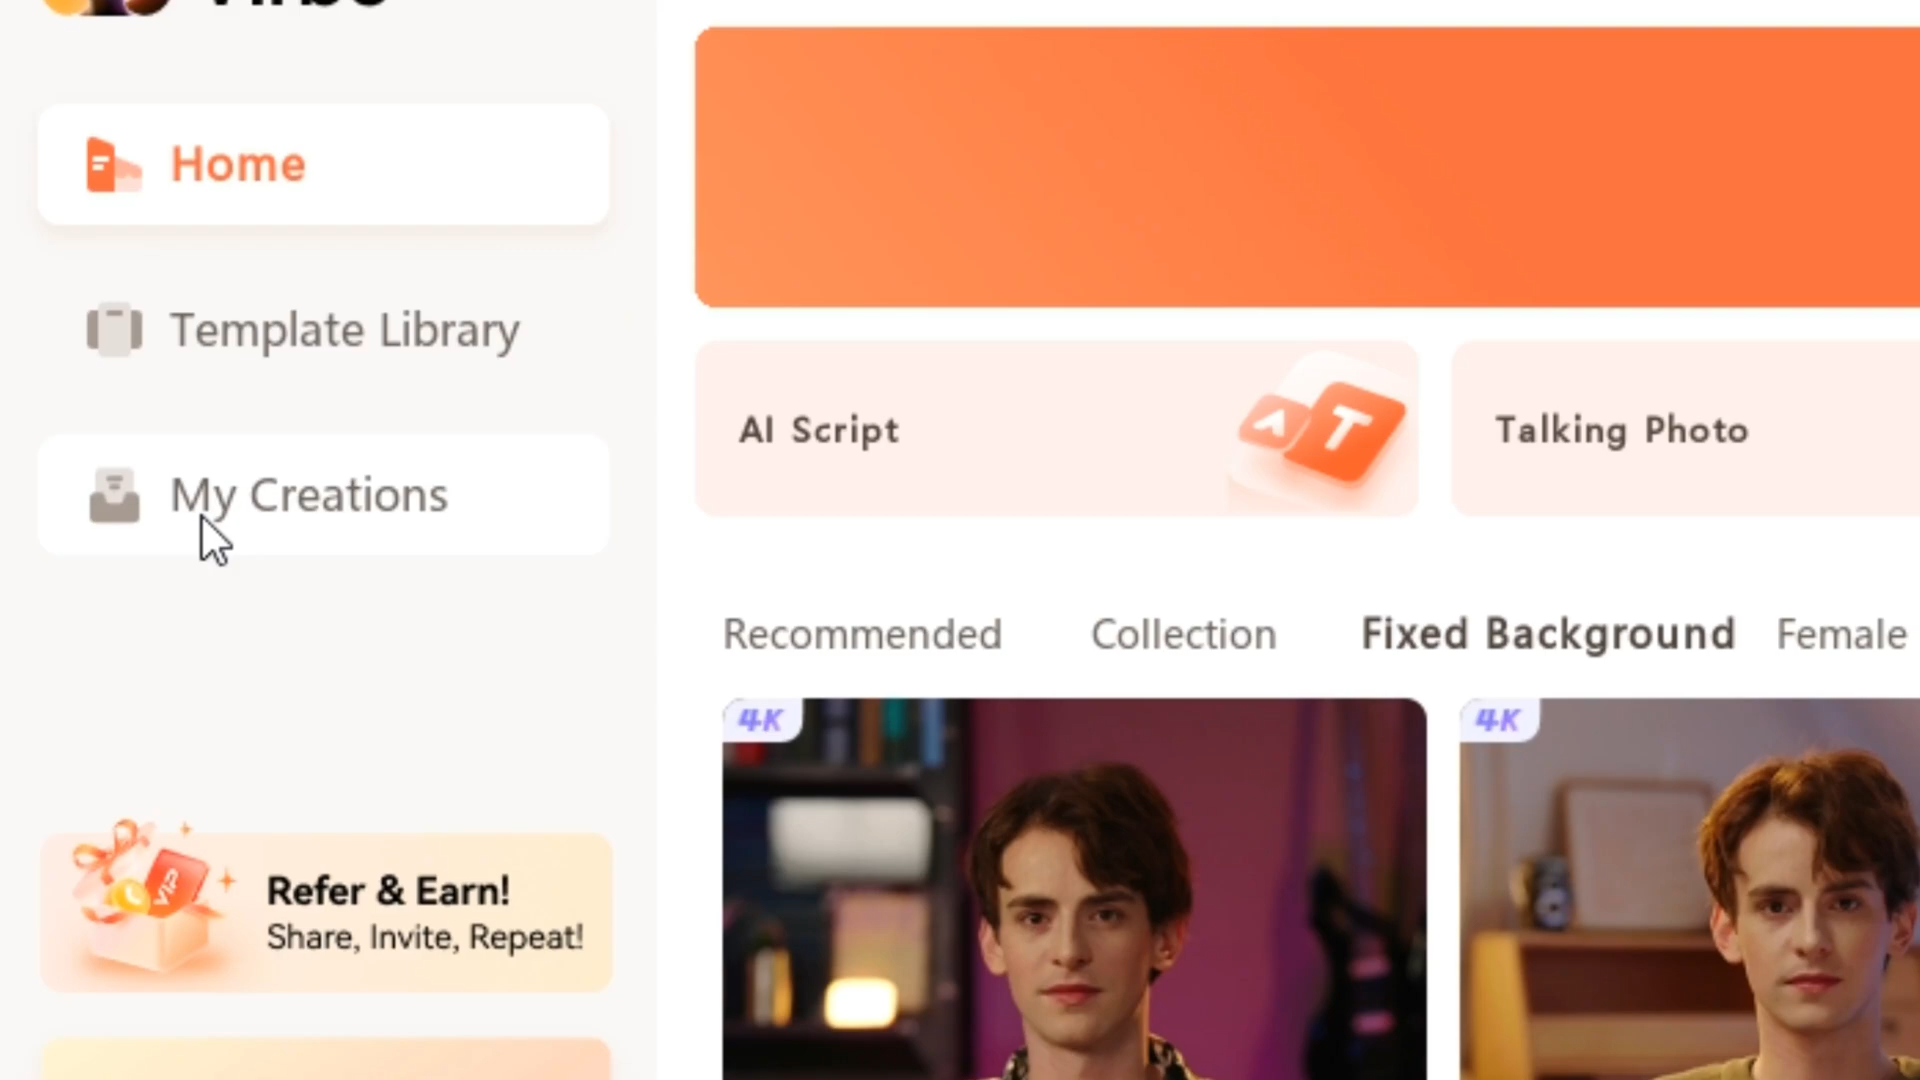 Home
Template Library
My Creations
Refer & Earn!
Share, Invite, Repeat!
VIP
AI Script
A T
Talking Photo
Recommended
Collection
Fixed Background
Female
4K
4K